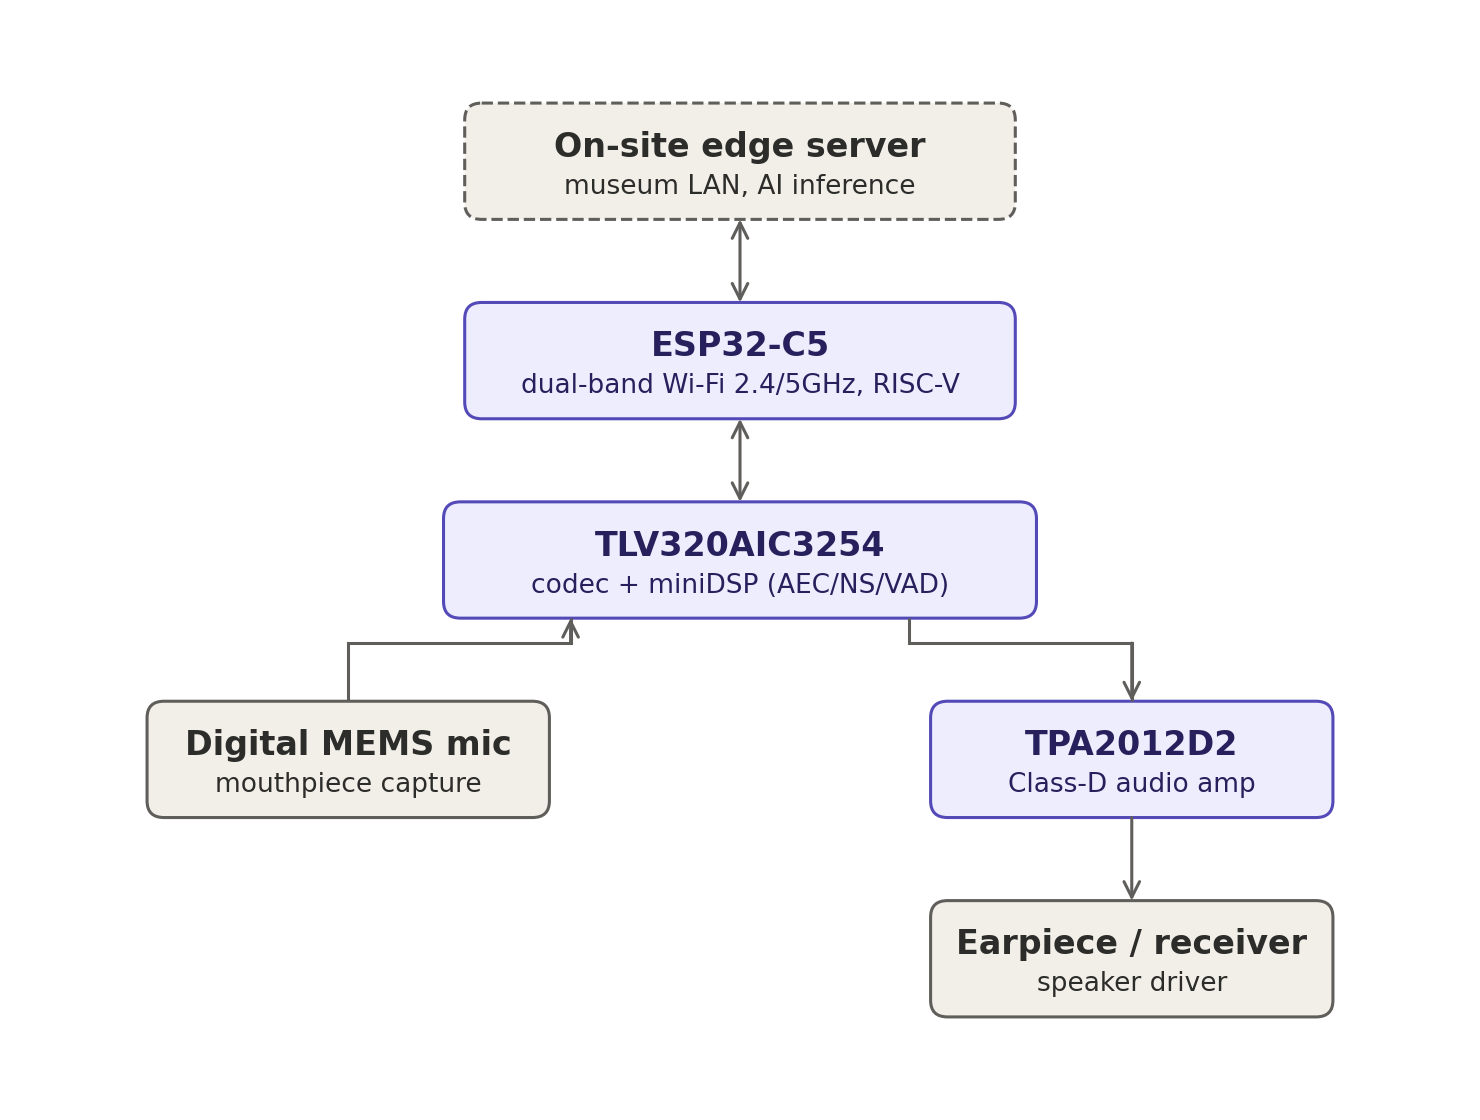 On-site edge server
museum LAN, AI inference
ESP32-C5
dual-band Wi-Fi 2.4/5GHz, RISC-V
TLV320AIC3254
codec + miniDSP (AEC/NS/VAD)
Digital MEMS mic
mouthpiece capture
TPA2012D2
Class-D audio amp
Earpiece / receiver
speaker driver